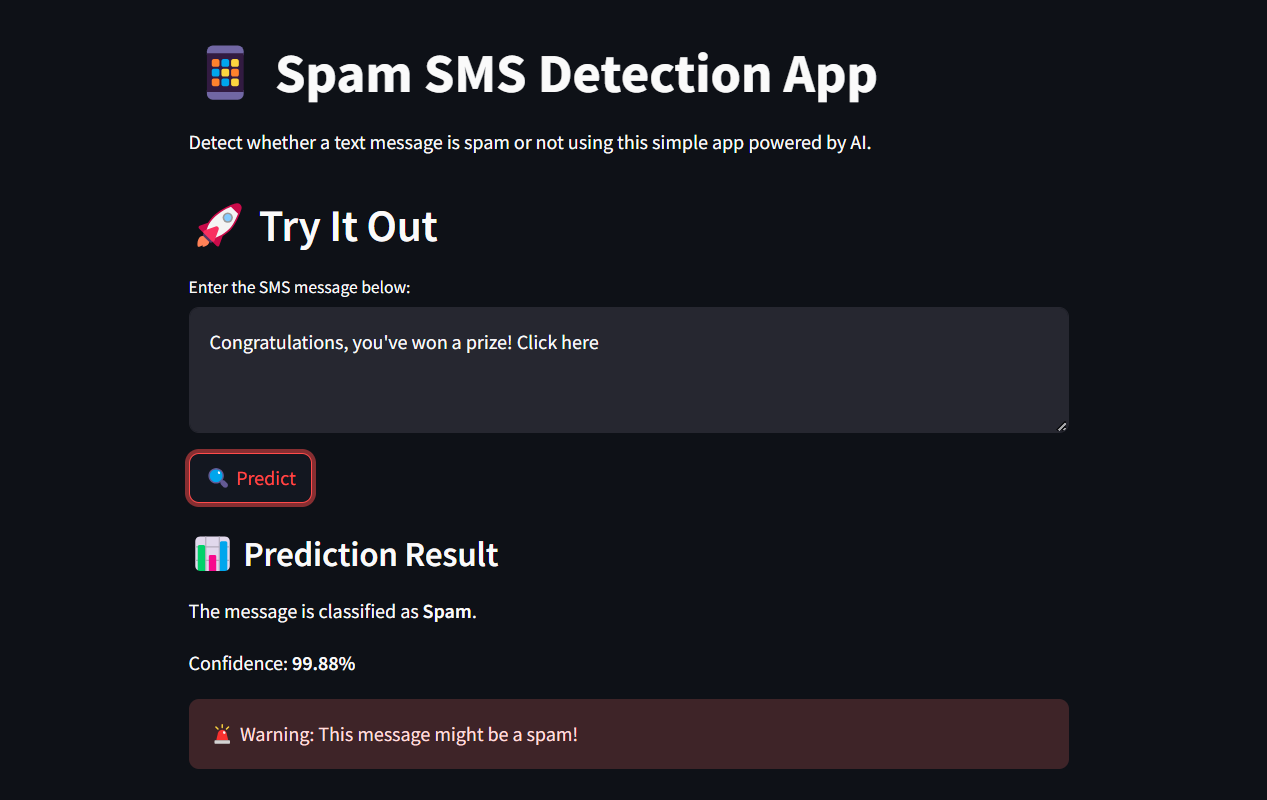 Spam SMS Detection App
Detect whether a text message is spam or not using this simple app powered by AI.
Try It Out
Enter the SMS message below:
Congratulations, you've won a prize! Click here
Predict
Prediction Result
The message is classified as Spam.
Confidence: 99.88%
Warning: This message might be a spam!